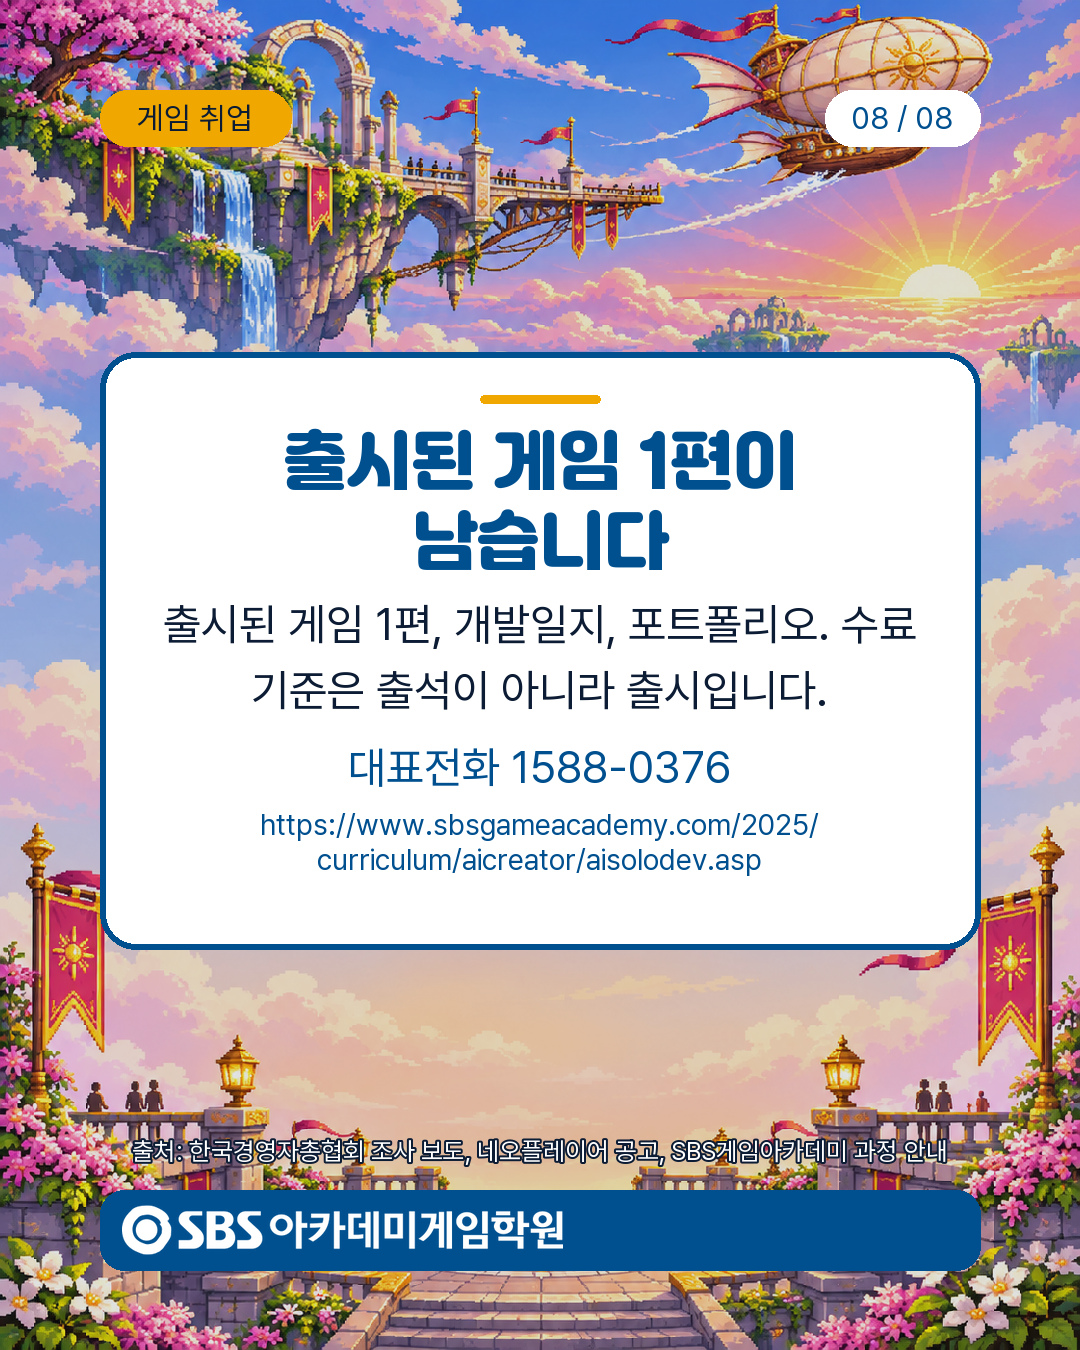 게임 취업
08 / 08
출시된 게임 1편이
남습니다
출시된 게임 1편, 개발일지, 포트폴리오. 수료
기준은 출석이 아니라 출시입니다.
대표전화 1588-0376
https://www.sbsgameacademy.com/2025/
curriculum/aicreator/aisolodev.asp
출처: 한국경영자총협회 조사 보도, 네오플레이어 공고, SBS게임아카데미 과정 안내
SBS 아카데미게임학원